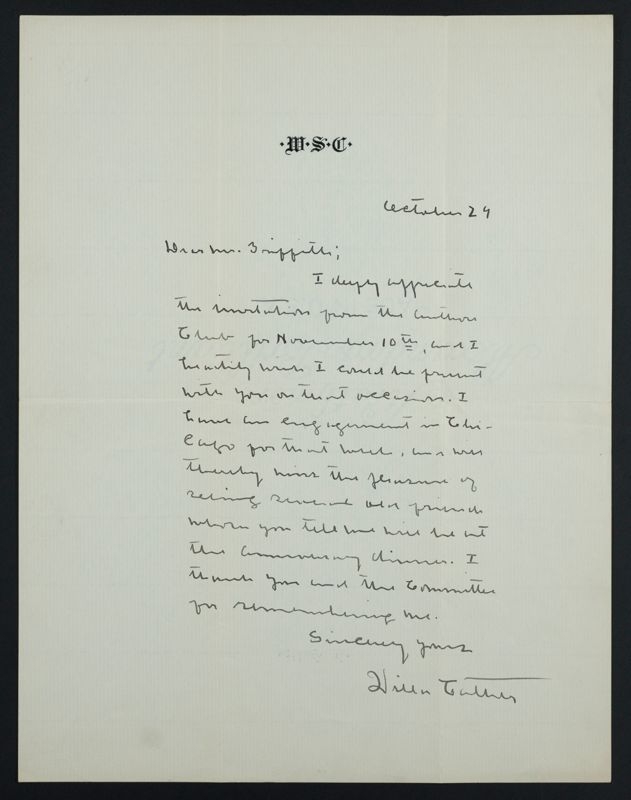 ·W·S·C·
October 24
Dear Mr. Griffith;
I deeply appreciate
the invitation from the Authors
Club for November 10th, and I
heartily wish I could be present
with you on that occasion. I
have an engagement in Chi-
cago for that week, and will
thereby miss the pleasure of
seeing several old friends
whom you tell me will be at
the anniversary dinner. I
thank you and the Committee
for remembering me.
Sincerely yours
Willa Cather